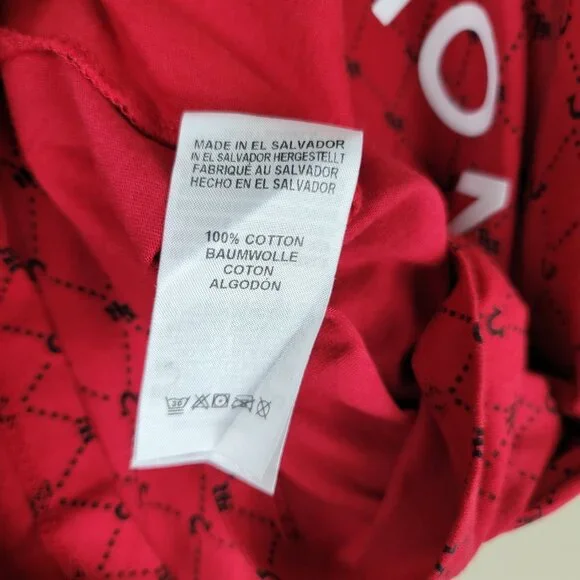 MADE IN EL SALVADOR
IN EL SALVADOR HERGESTELLT
FABRIQUÉ AU SALVADOR
HECHO EN EL SALVADOR
100% COTTON
BAUMWOLLE
COTON
ALGODÓN
30